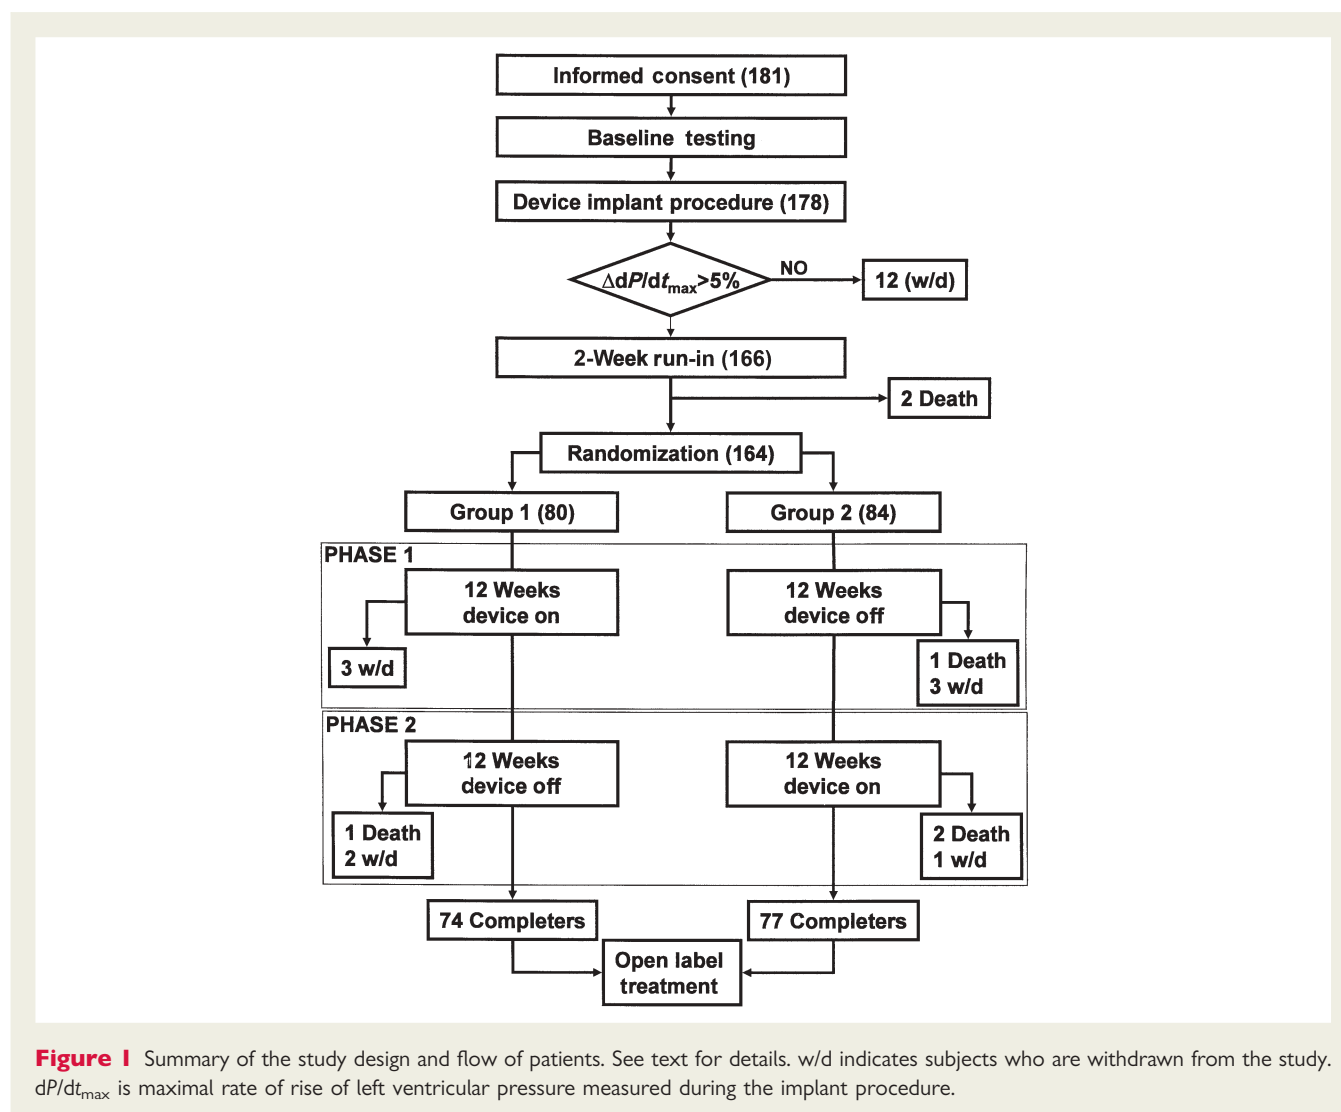 Informed consent (181)
Baseline testing
Device implant procedure (178)
ΔdP/dtmax>5%
NO
12 (w/d)
2-Week run-in (166)
2 Death
Randomization (164)
Group 1 (80)
Group 2 (84)
PHASE 1
12 Weeks
device on
12 Weeks
device off
3 w/d
1 Death
3 w/d
PHASE 2
12 Weeks
device off
12 Weeks
device on
1 Death
2 w/d
2 Death
1 w/d
74 Completers
77 Completers
Open label
treatment
Figure 1 Summary of the study design and flow of patients. See text for details. w/d indicates subjects who are withdrawn from the study.
dP/dtmax is maximal rate of rise of left ventricular pressure measured during the implant procedure.